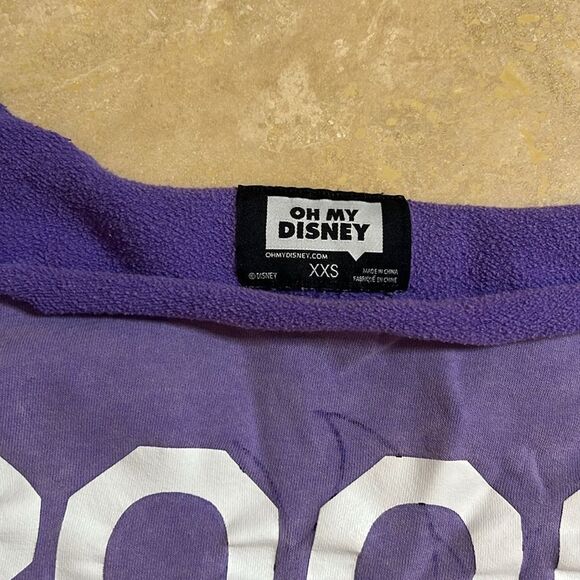 OH MY
DISNEY
OHMYDISNEY.COM
© DISNEY XXS MADE IN CHINA
FABRIQUÉ EN CHINE